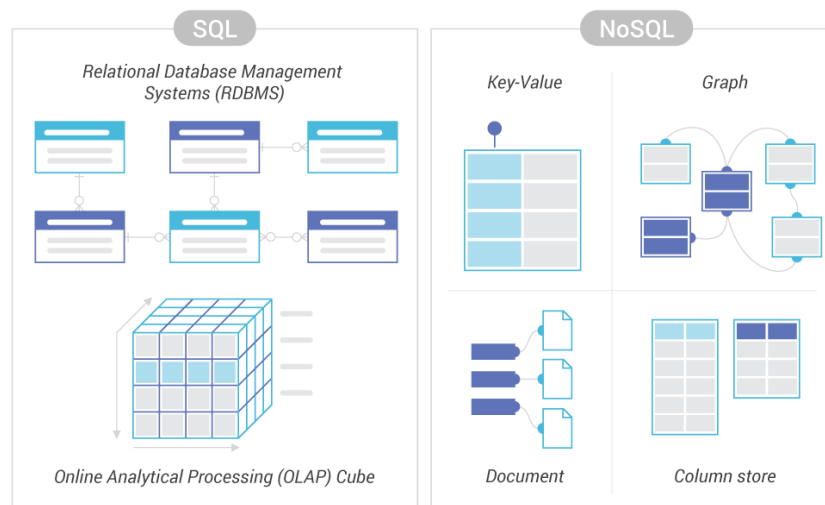 SQL
Relational Database Management
Systems (RDBMS)
Online Analytical Processing (OLAP) Cube
NoSQL
Key-Value
Graph
Document
Column store